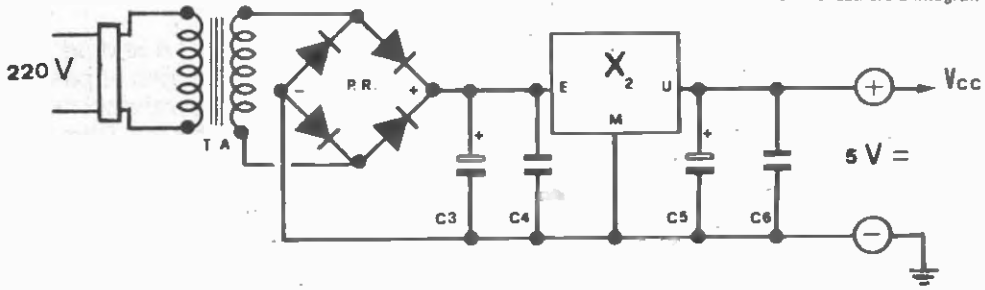 220 V
T A
P.R.
-
+
+
C3
C4
E
X2
U
M
+
C5
C6
+
Vcc
5 V =
-